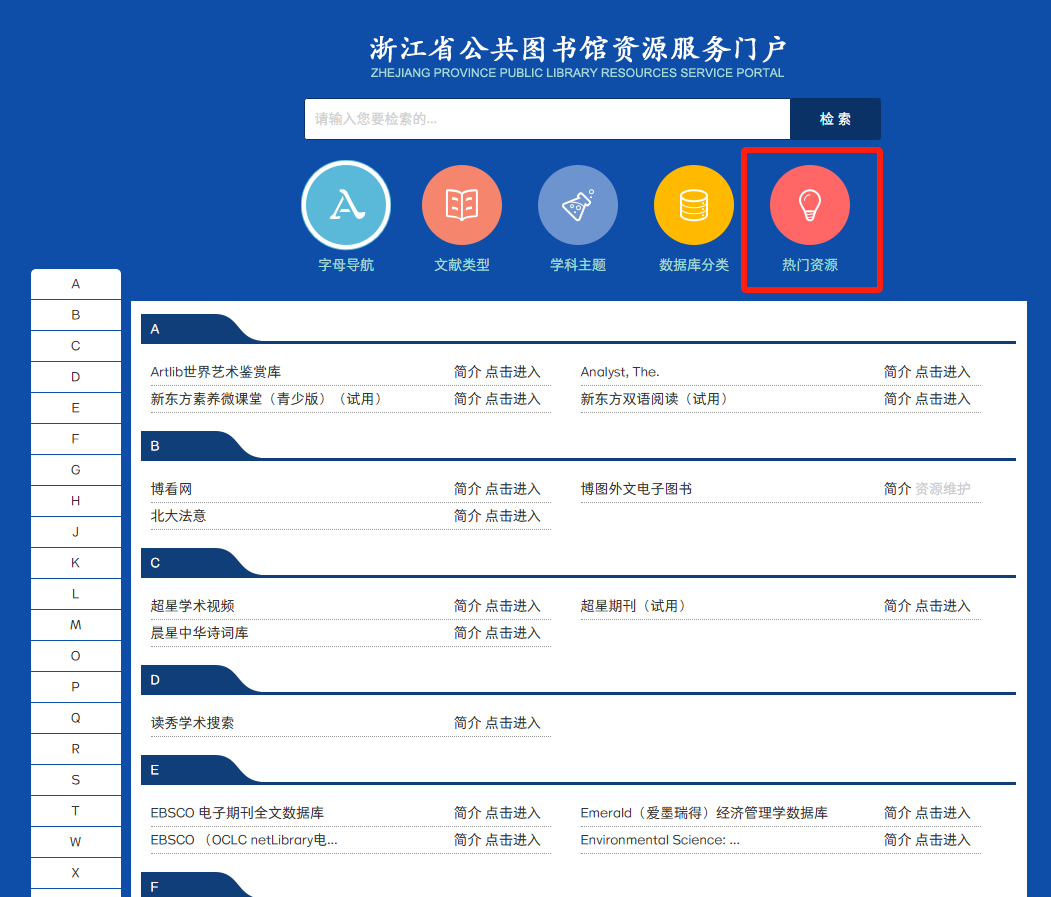 浙江省公共图书馆资源服务门户
ZHEJIANG PROVINCE PUBLIC LIBRARY RESOURCES SERVICE PORTAL
请输入您要检索的... 检 索
字母导航 文献类型 学科主题 数据库分类 热门资源
A
B
C
D
E
F
G
H
J
K
L
M
O
P
Q
R
S
T
W
X
A
Artlib世界艺术鉴赏库 简介 点击进入 Analyst, The. 简介 点击进入
新东方素养微课堂（青少版）（试用） 简介 点击进入 新东方双语阅读（试用） 简介 点击进入
B
博看网 简介 点击进入 博图外文电子图书 简介 资源维护
北大法意 简介 点击进入
C
超星学术视频 简介 点击进入 超星期刊（试用） 简介 点击进入
晨星中华诗词库 简介 点击进入
D
读秀学术搜索 简介 点击进入
E
EBSCO 电子期刊全文数据库 简介 点击进入 Emerald（爱墨瑞得）经济管理学数据库 简介 点击进入
EBSCO （OCLC netLibrary电... 简介 点击进入 Environmental Science: ... 简介 点击进入
F